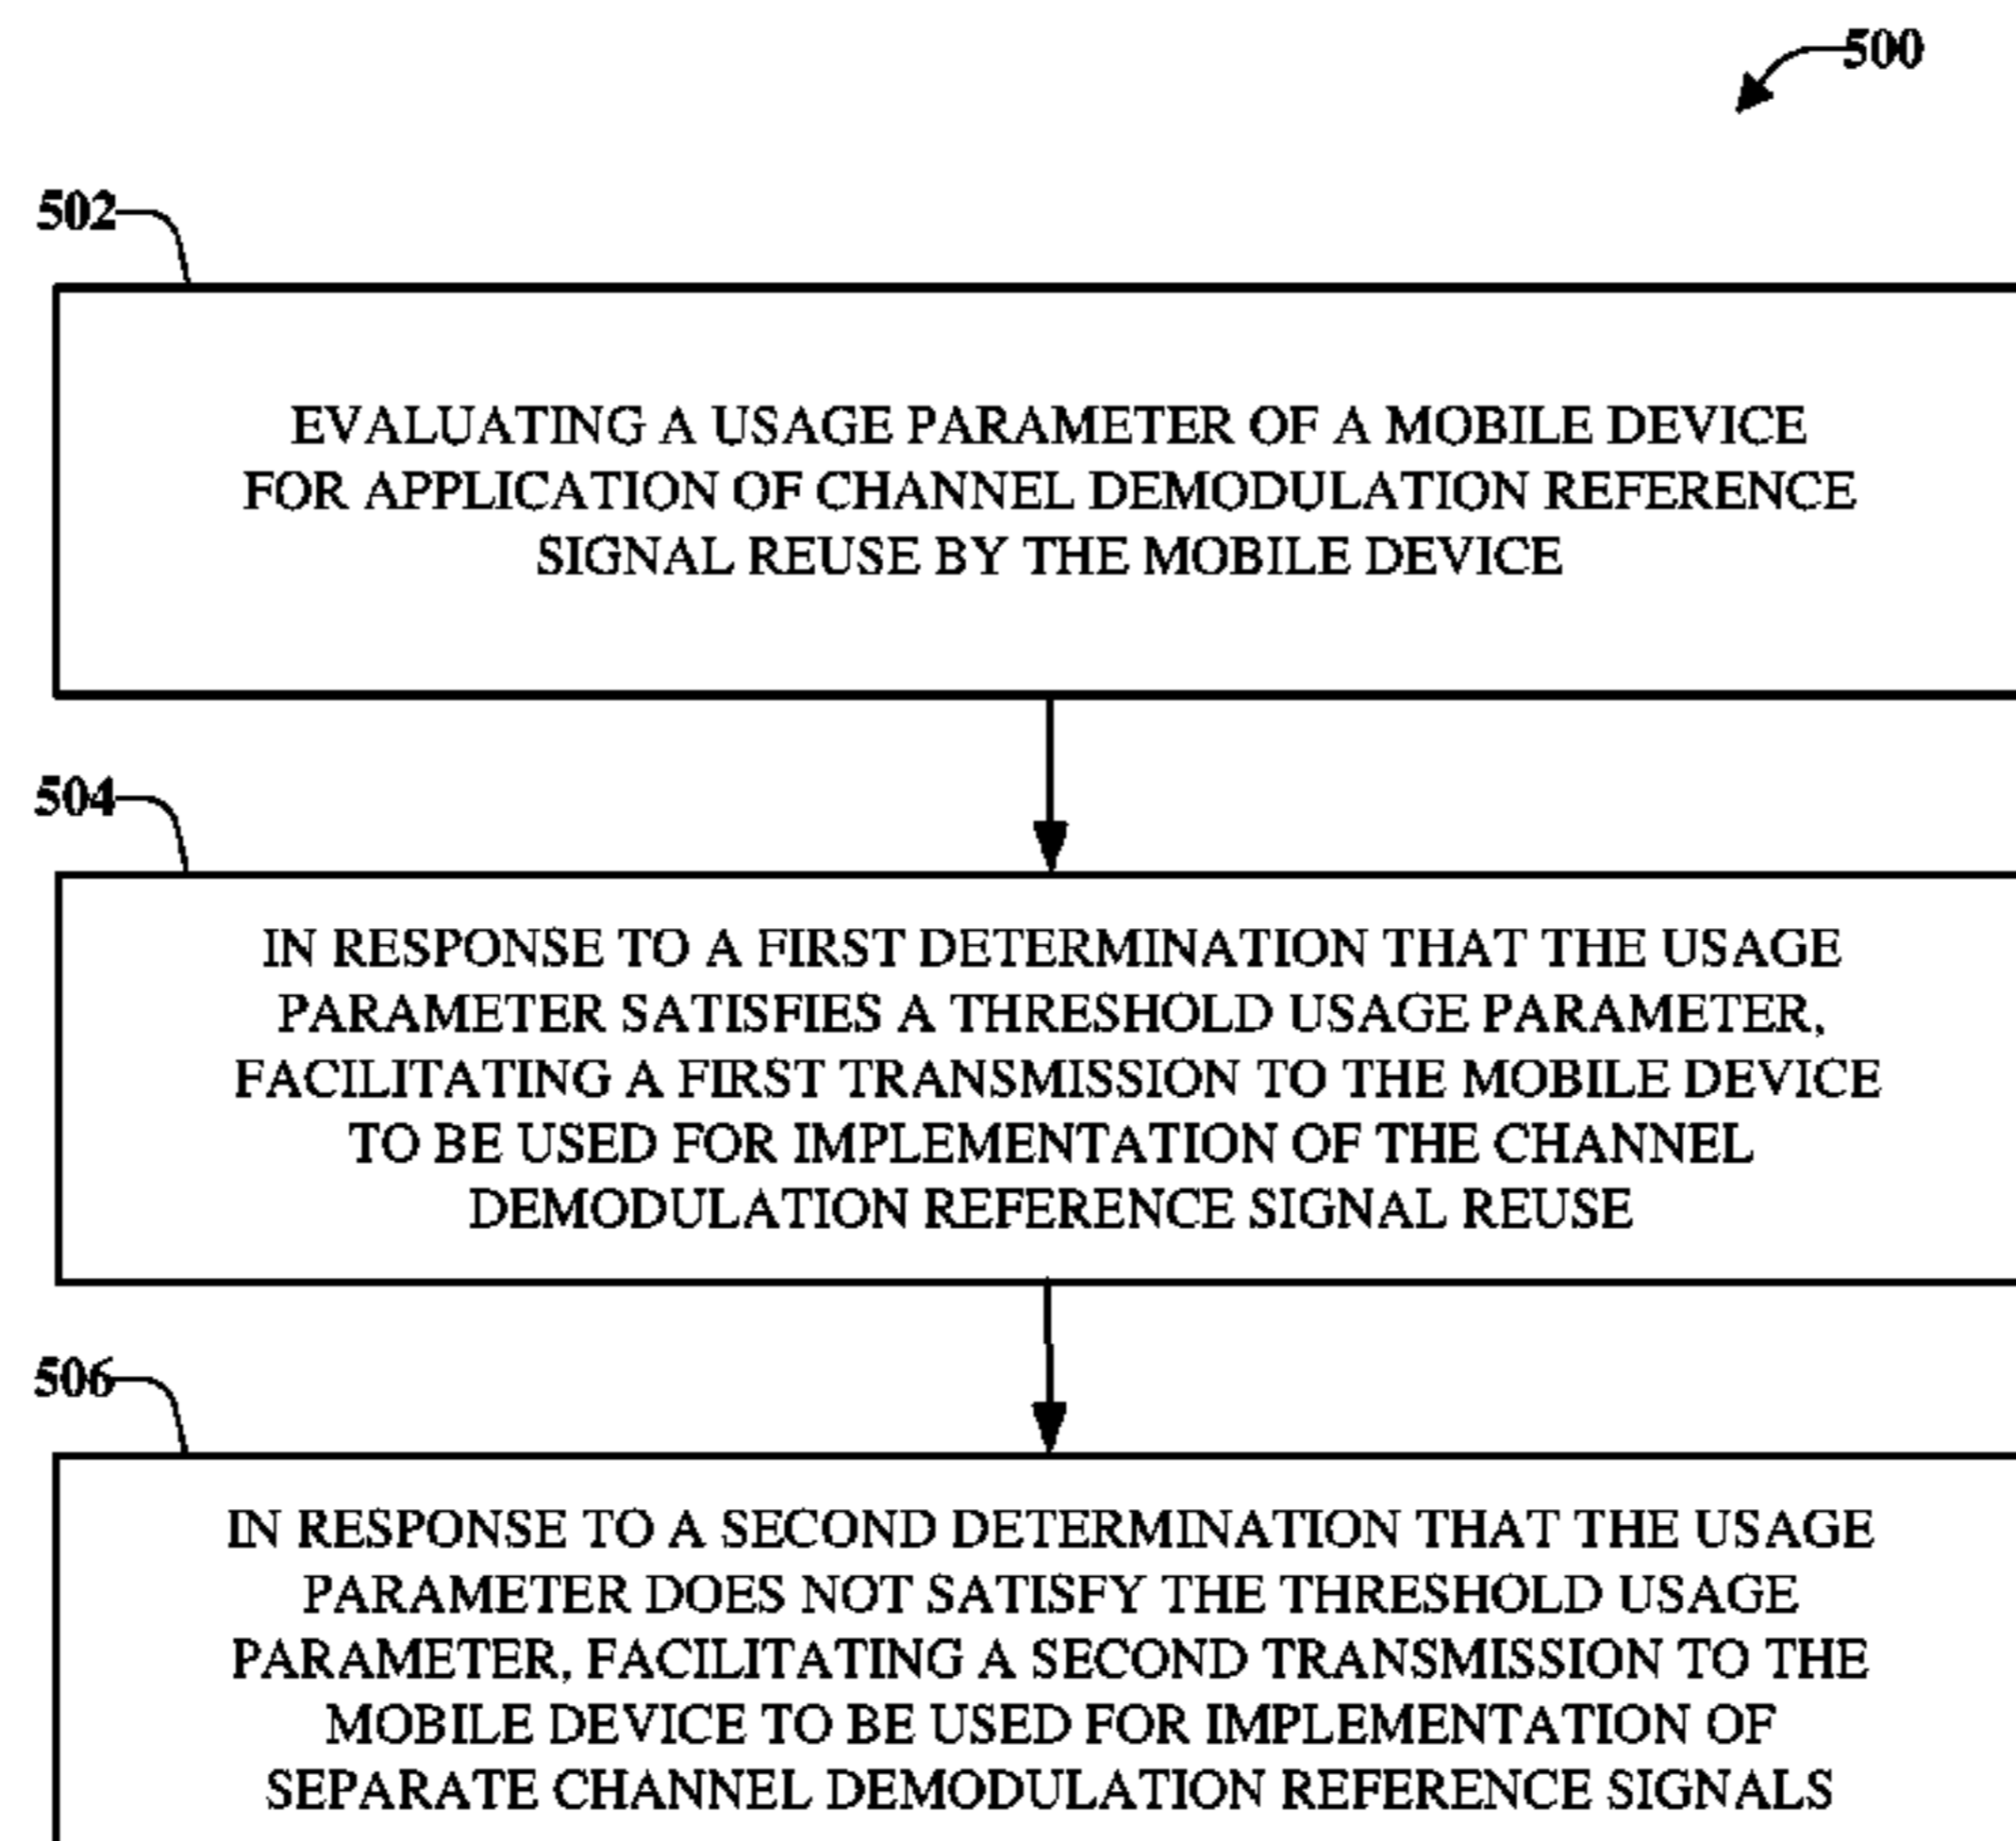 500
502
EVALUATING A USAGE PARAMETER OF A MOBILE DEVICE
FOR APPLICATION OF CHANNEL DEMODULATION REFERENCE
SIGNAL REUSE BY THE MOBILE DEVICE
504
IN RESPONSE TO A FIRST DETERMINATION THAT THE USAGE
PARAMETER SATISFIES A THRESHOLD USAGE PARAMETER,
FACILITATING A FIRST TRANSMISSION TO THE MOBILE DEVICE
TO BE USED FOR IMPLEMENTATION OF THE CHANNEL
DEMODULATION REFERENCE SIGNAL REUSE
506
IN RESPONSE TO A SECOND DETERMINATION THAT THE USAGE
PARAMETER DOES NOT SATISFY THE THRESHOLD USAGE
PARAMETER, FACILITATING A SECOND TRANSMISSION TO THE
MOBILE DEVICE TO BE USED FOR IMPLEMENTATION OF
SEPARATE CHANNEL DEMODULATION REFERENCE SIGNALS